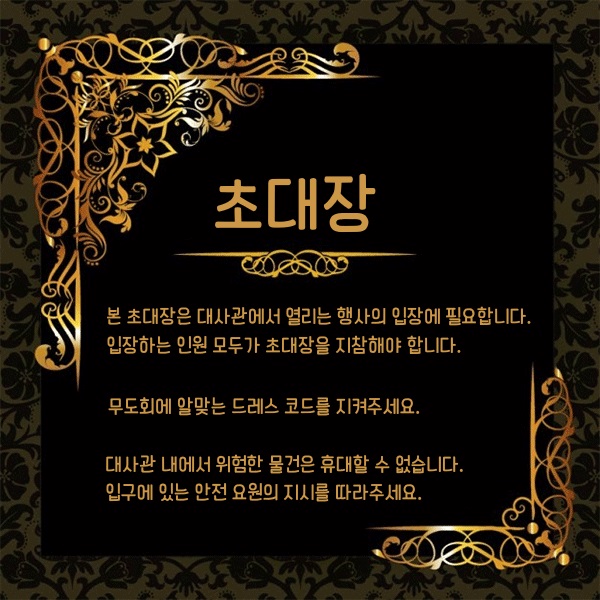 초대장
본 초대장은 대사관에서 열리는 행사의 입장에 필요합니다.
입장하는 인원 모두가 초대장을 지참해야 합니다.
무도회에 알맞는 드레스 코드를 지켜주세요.
대사관 내에서 위험한 물건은 휴대할 수 없습니다.
입구에 있는 안전 요원의 지시를 따라주세요.